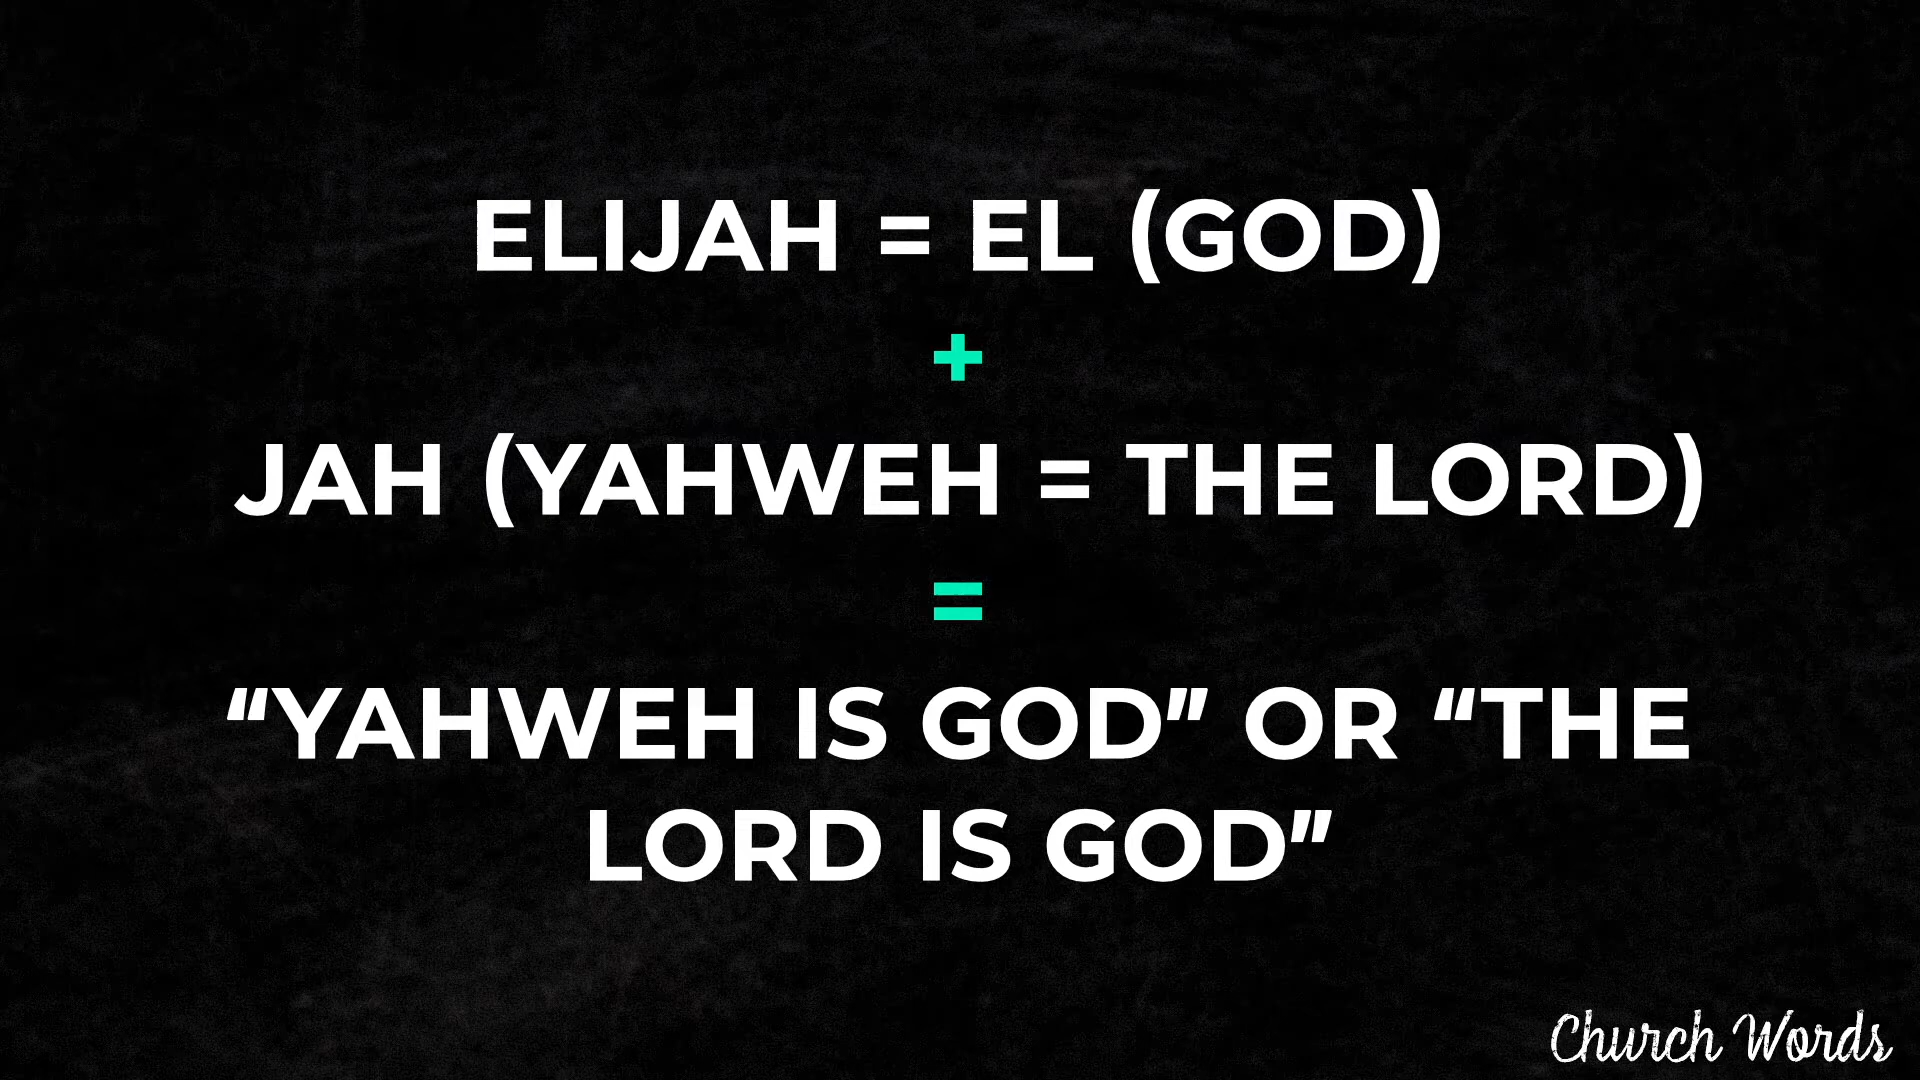 ELIJAH = EL (GOD)
+
JAH (YAHWEH = THE LORD)
=
“YAHWEH IS GOD” OR “THE
LORD IS GOD”
Church Words